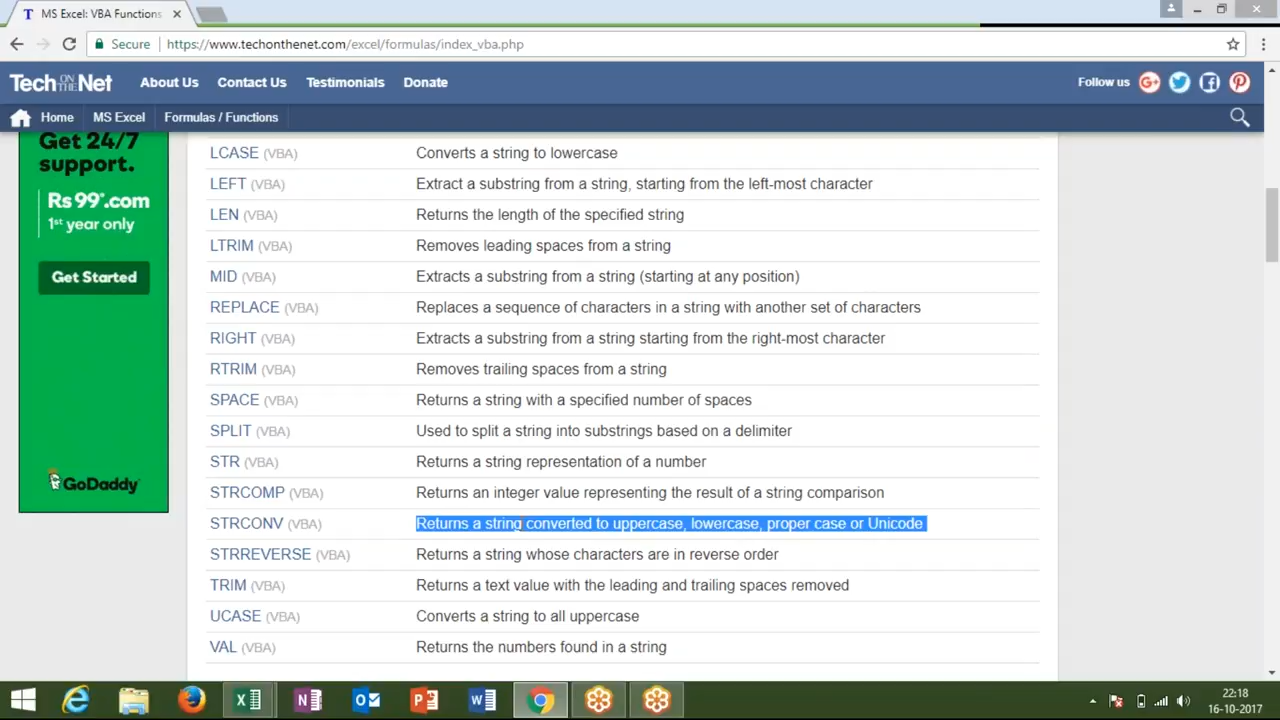 MS Excel: VBA Functions
Secure https://www.techonthenet.com/excel/formulas/index_vba.php
Tech ON THE Net About Us Contact Us Testimonials Donate Follow us
Home MS Excel Formulas / Functions
Get 24/7
support.
Rs 99*.com
1st year only
Get Started
GoDaddy
LCASE (VBA) Converts a string to lowercase
LEFT (VBA) Extract a substring from a string, starting from the left-most character
LEN (VBA) Returns the length of the specified string
LTRIM (VBA) Removes leading spaces from a string
MID (VBA) Extracts a substring from a string (starting at any position)
REPLACE (VBA) Replaces a sequence of characters in a string with another set of characters
RIGHT (VBA) Extracts a substring from a string starting from the right-most character
RTRIM (VBA) Removes trailing spaces from a string
SPACE (VBA) Returns a string with a specified number of spaces
SPLIT (VBA) Used to split a string into substrings based on a delimiter
STR (VBA) Returns a string representation of a number
STRCOMP (VBA) Returns an integer value representing the result of a string comparison
STRCONV (VBA) Returns a string converted to uppercase, lowercase, proper case or Unicode
STRREVERSE (VBA) Returns a string whose characters are in reverse order
TRIM (VBA) Returns a text value with the leading and trailing spaces removed
UCASE (VBA) Converts a string to all uppercase
VAL (VBA) Returns the numbers found in a string
22:18
16-10-2017